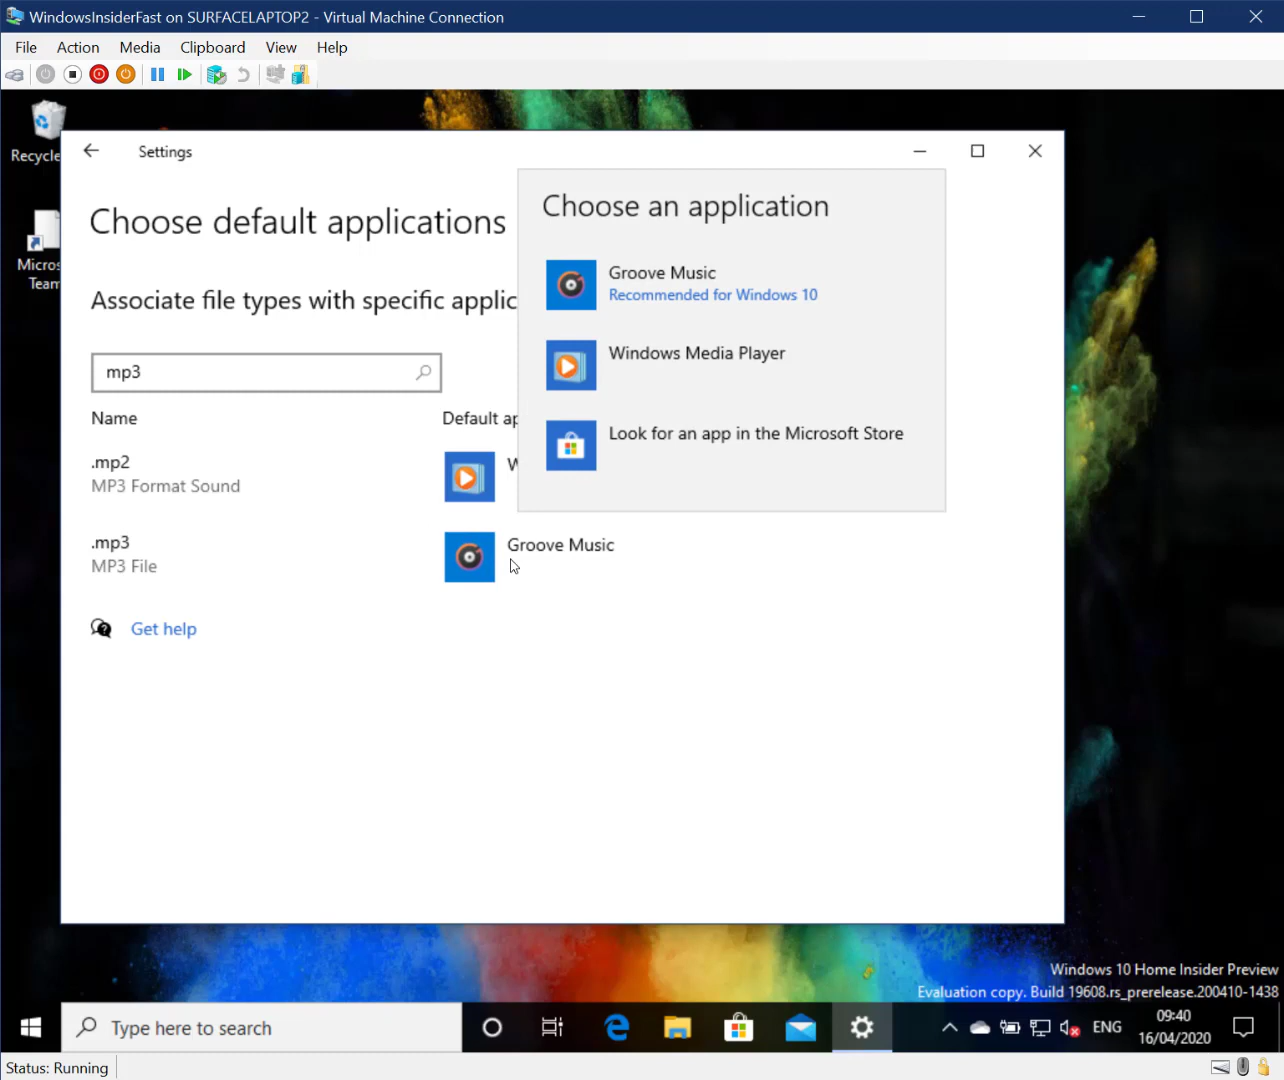 WindowsInsiderFast on SURFACELAPTOP2 - Virtual Machine Connection
File Action Media Clipboard View Help
Recycle
Micros
Team
Settings
Choose default applications
Associate file types with specific applic
mp3
Name
Default ap
.mp2
MP3 Format Sound
W
.mp3
MP3 File
Groove Music
Get help
Choose an application
Groove Music
Recommended for Windows 10
Windows Media Player
Look for an app in the Microsoft Store
Windows 10 Home Insider Preview
Evaluation copy. Build 19608.rs_prerelease.200410-1438
Type here to search
ENG
09:40
16/04/2020
Status: Running